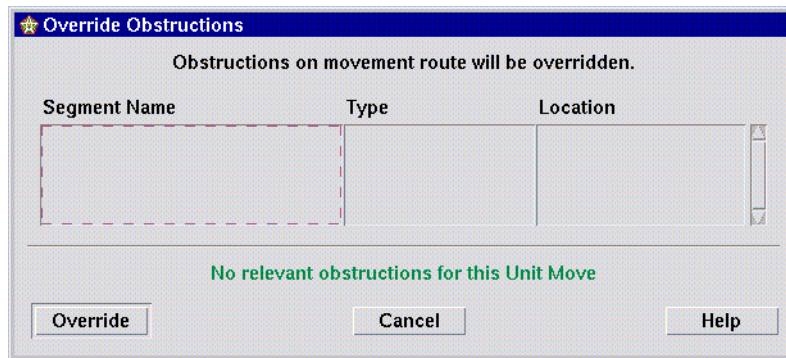 Override Obstructions
Obstructions on movement route will be overridden.
Segment Name Type Location
No relevant obstructions for this Unit Move
Override Cancel Help